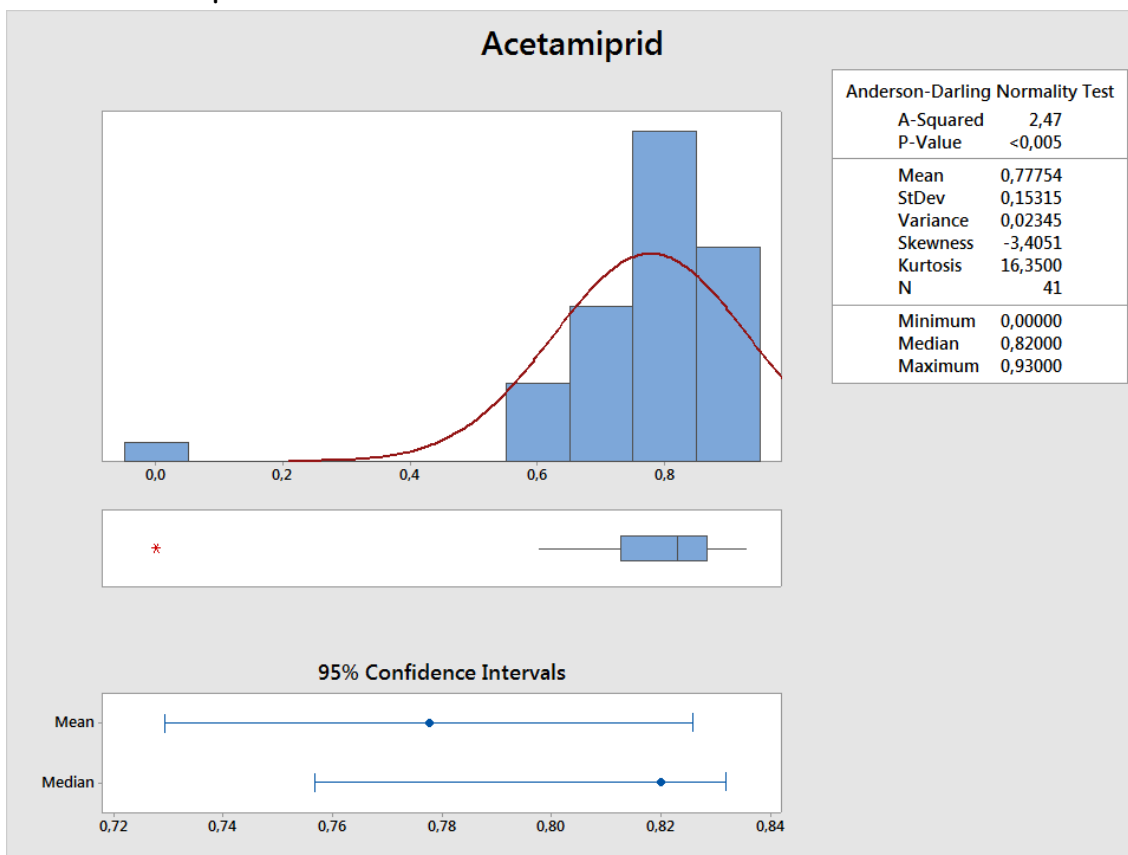 Acetamiprid
Anderson-Darling Normality Test
A-Squared 2,47
P-Value <0,005
Mean 0,77754
StDev 0,15315
Variance 0,02345
Skewness -3,4051
Kurtosis 16,3500
N 41
Minimum 0,00000
Median 0,82000
Maximum 0,93000
0,0 0,2 0,4 0,6 0,8
95% Confidence Intervals
Mean
Median
0,72 0,74 0,76 0,78 0,80 0,82 0,84